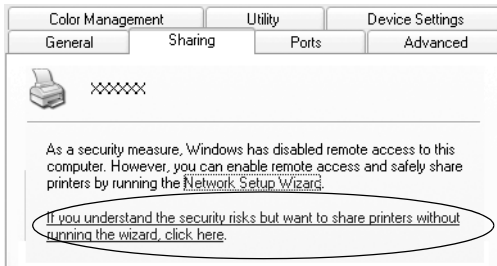 Color Management Utility Device Settings
General Sharing Ports Advanced
XXXXXX
As a security measure, Windows has disabled remote access to this
computer. However, you can enable remote access and safely share
printers by running the Network Setup Wizard.
If you understand the security risks but want to share printers without
running the wizard, click here.